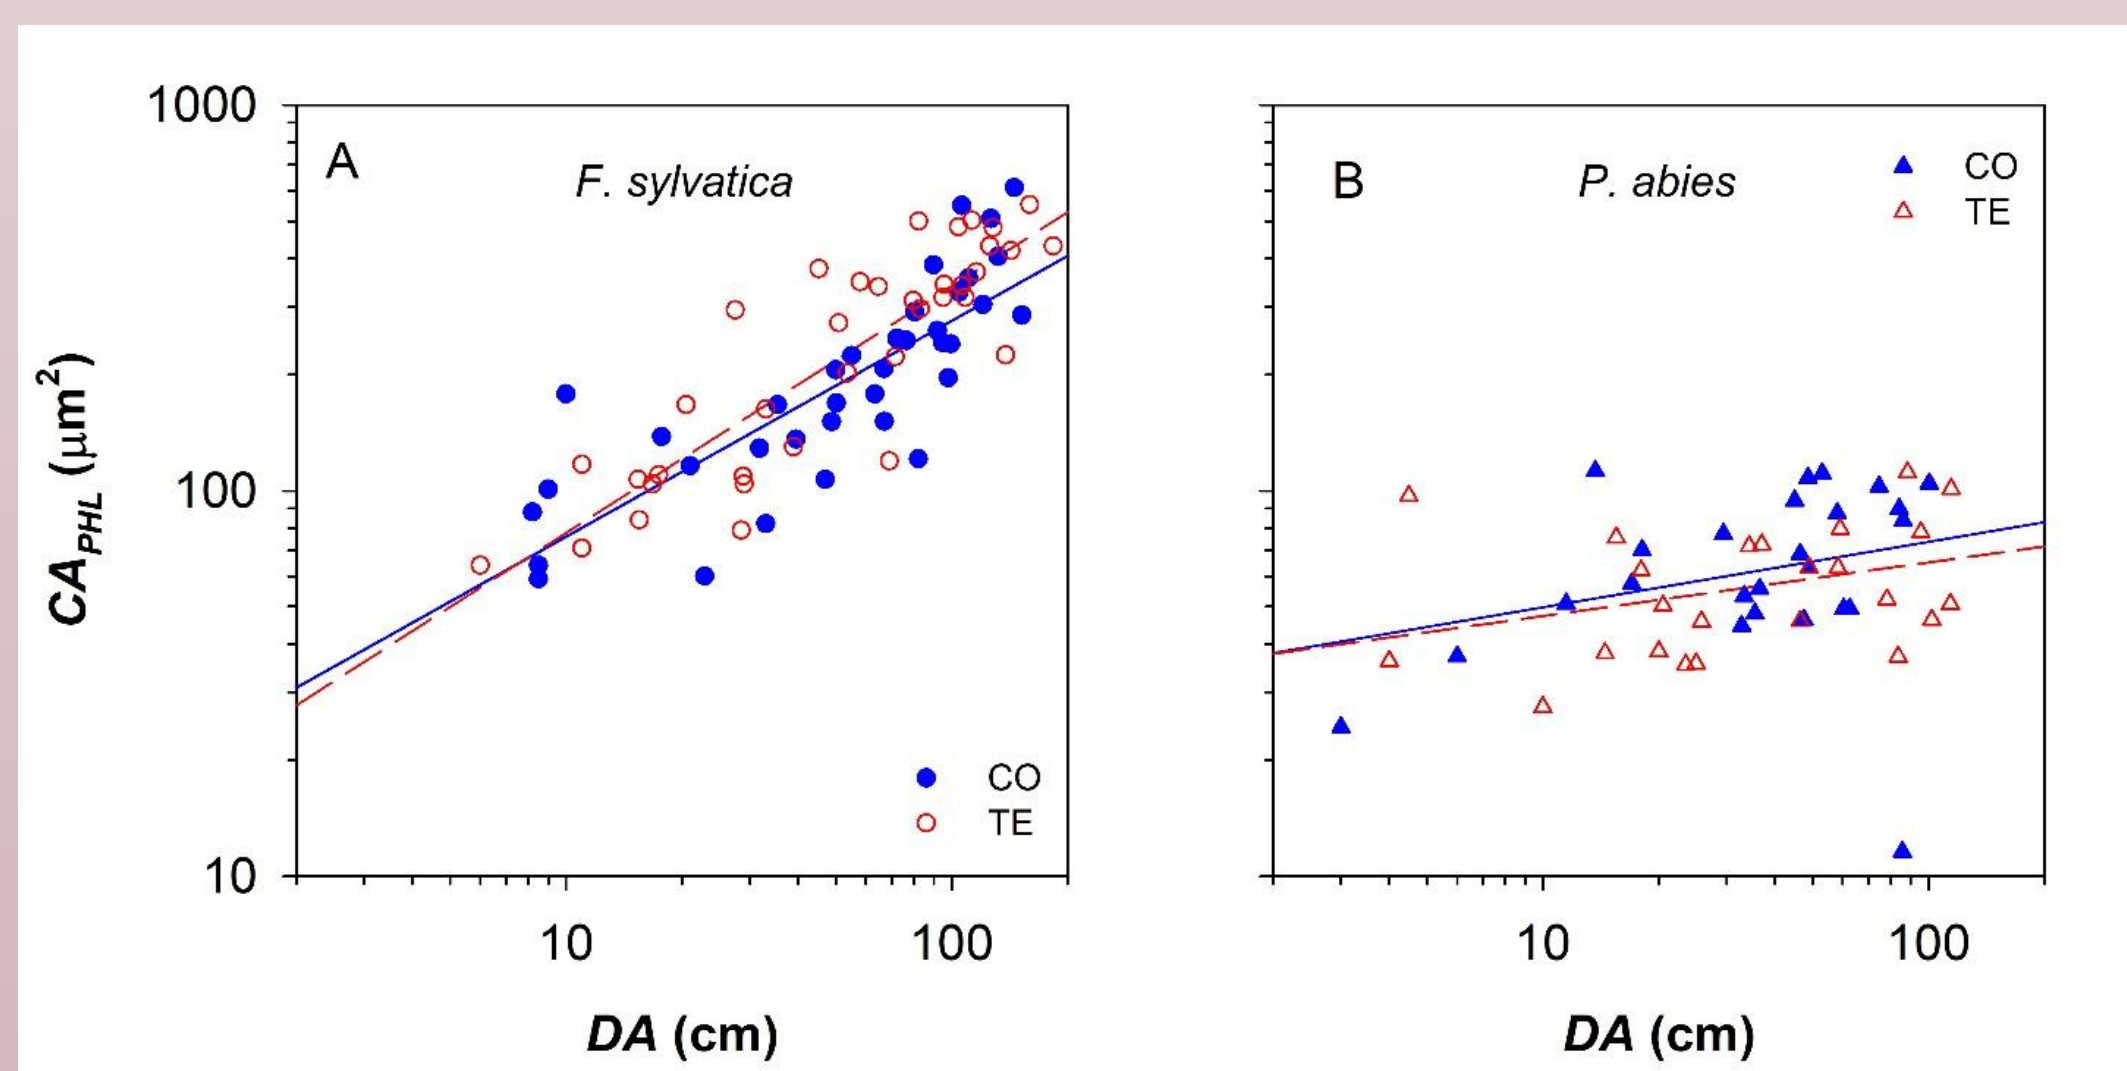 1000
100
10
CA_PHL (μm²)
A
F. sylvatica
CO
TE
10 100
DA (cm)
B
P. abies
CO
TE
10 100
DA (cm)